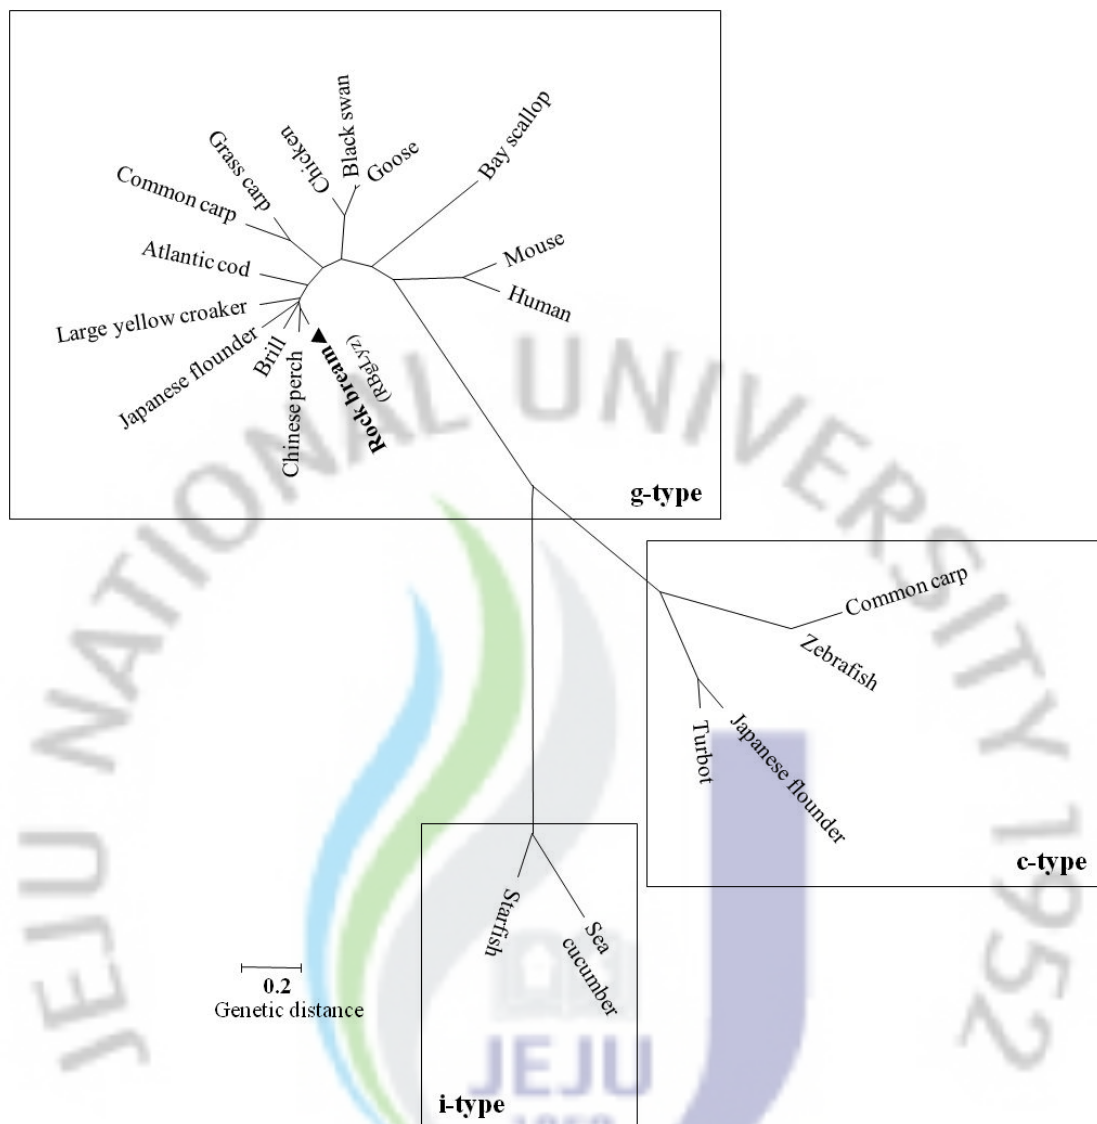 Black swan
Chicken
Goose
Grass carp
Bay scallop
Common carp
Atlantic cod
Mouse
Human
Large yellow croaker
Japanese flounder
Brill
Chinese perch
Rock bream
(RBgLyz)
g-type
Common carp
Zebrafish
Turbot
Japanese flounder
c-type
Starfish
Sea
cucumber
i-type
0.2
Genetic distance
JEJU NATIONAL UNIVERSITY 1952
JEJU
1952